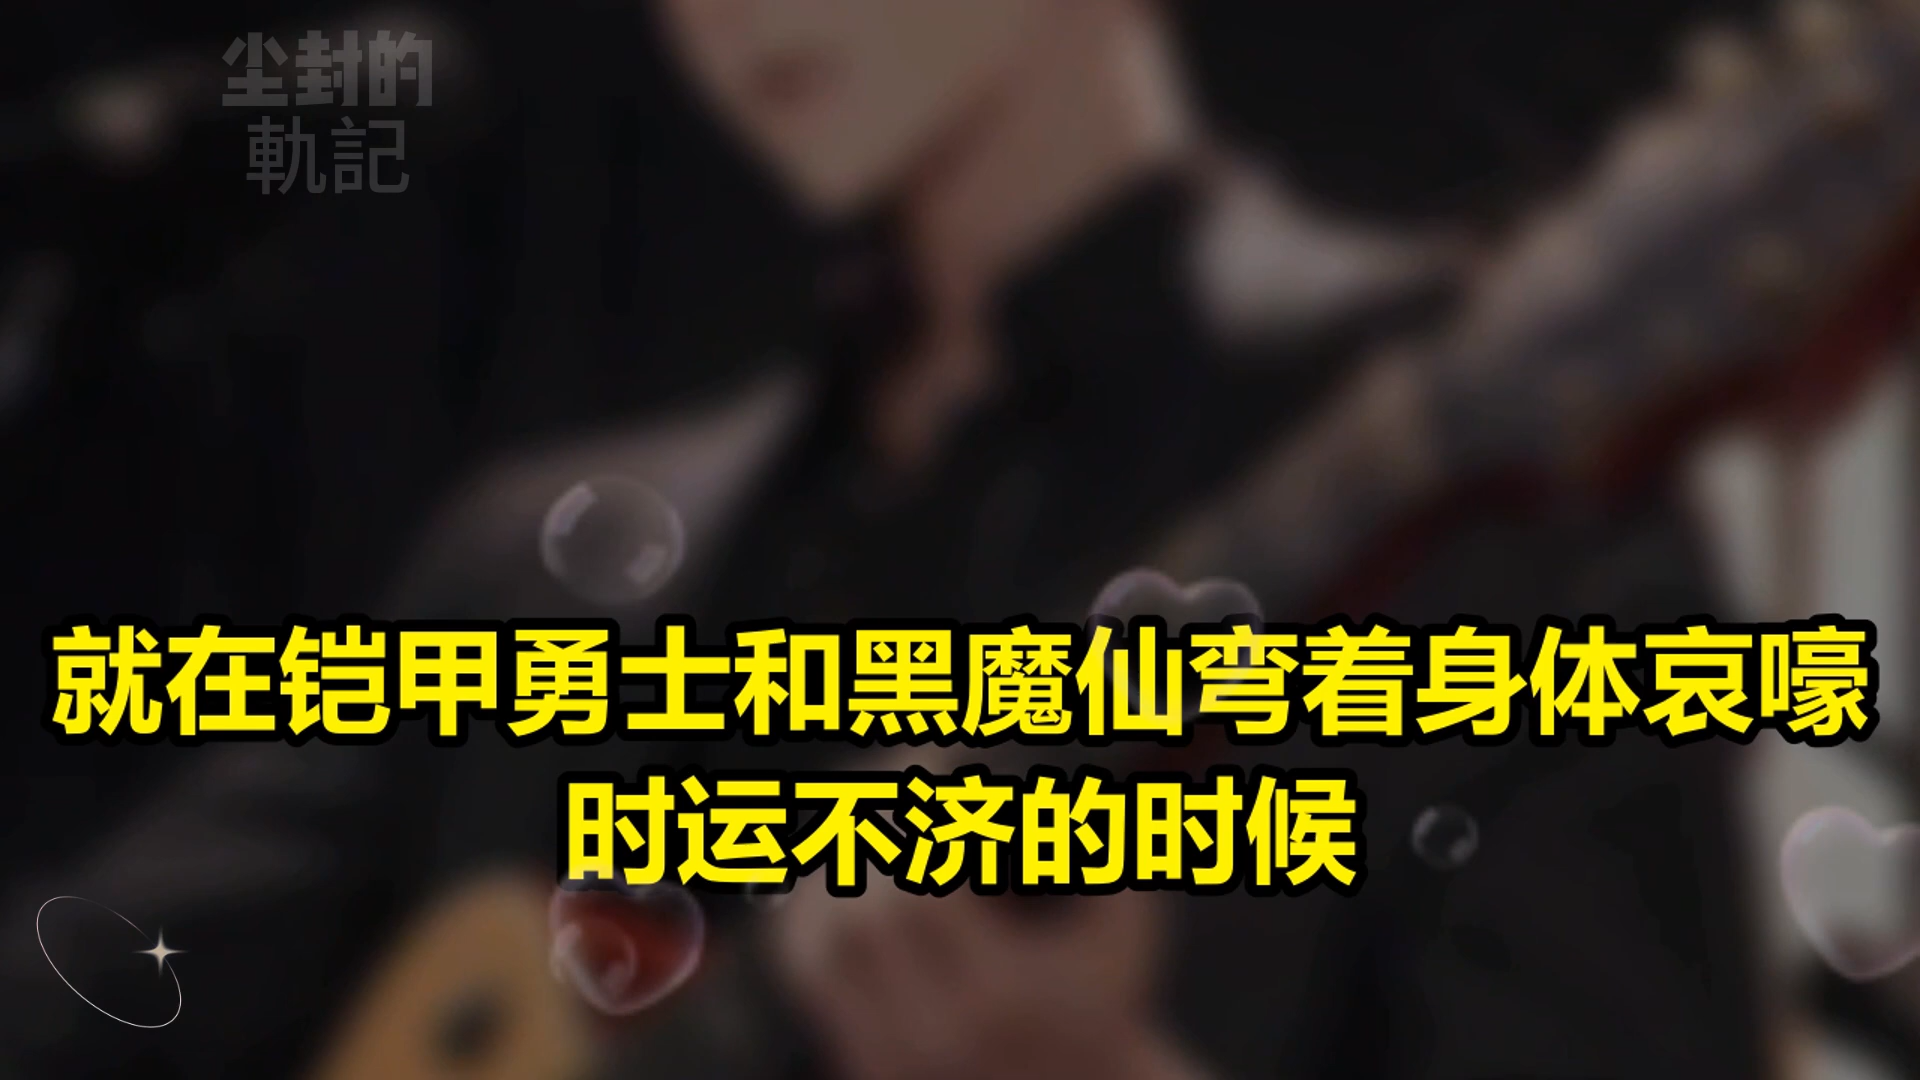 尘封的
軌記
就在铠甲勇士和黑魔仙弯着身体哀嚎
时运不济的时候